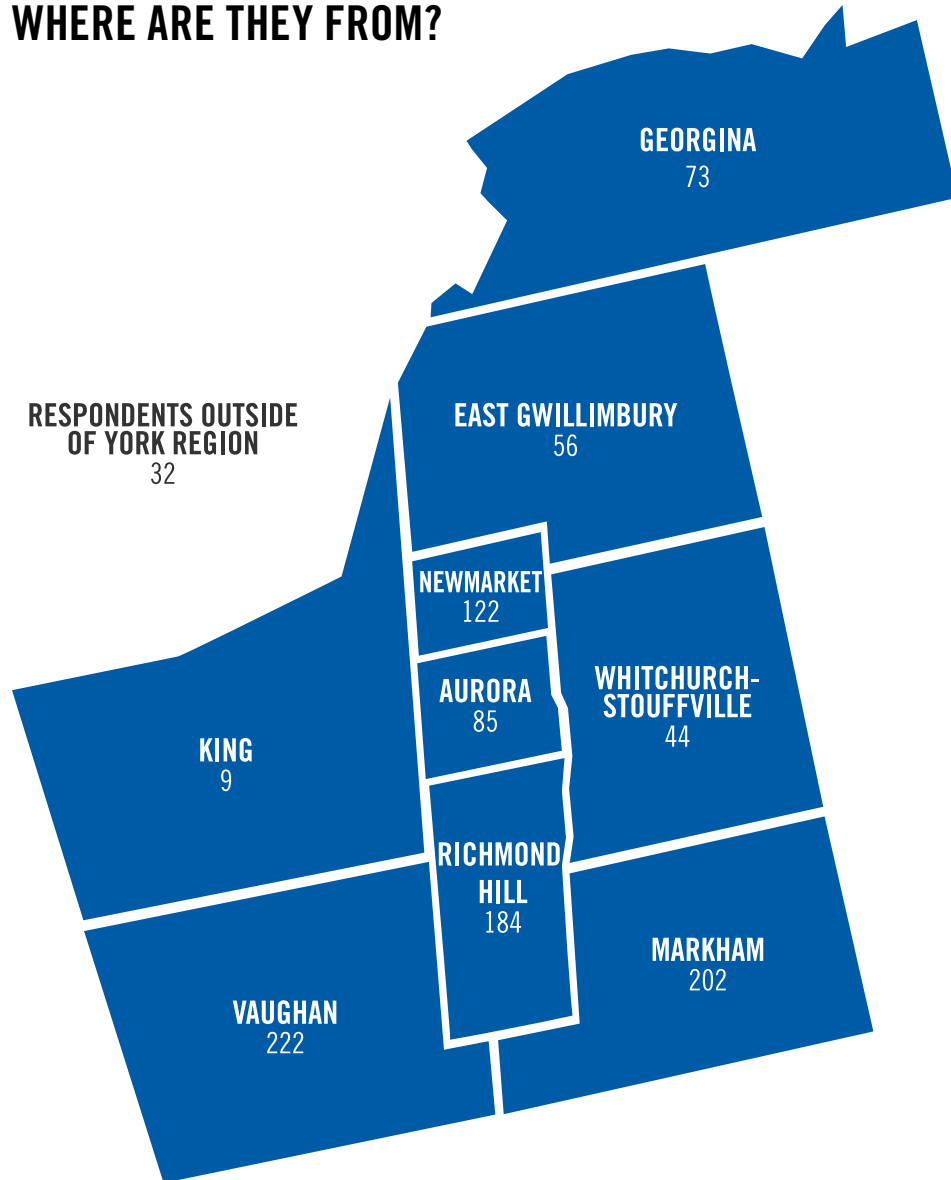 WHERE ARE THEY FROM?
GEORGINA
73
RESPONDENTS OUTSIDE
OF YORK REGION
32
EAST GWILLIMBURY
56
NEWMARKET
122
AURORA
85
WHITCHURCH-
STOUFFVILLE
44
KING
9
RICHMOND
HILL
184
MARKHAM
202
VAUGHAN
222